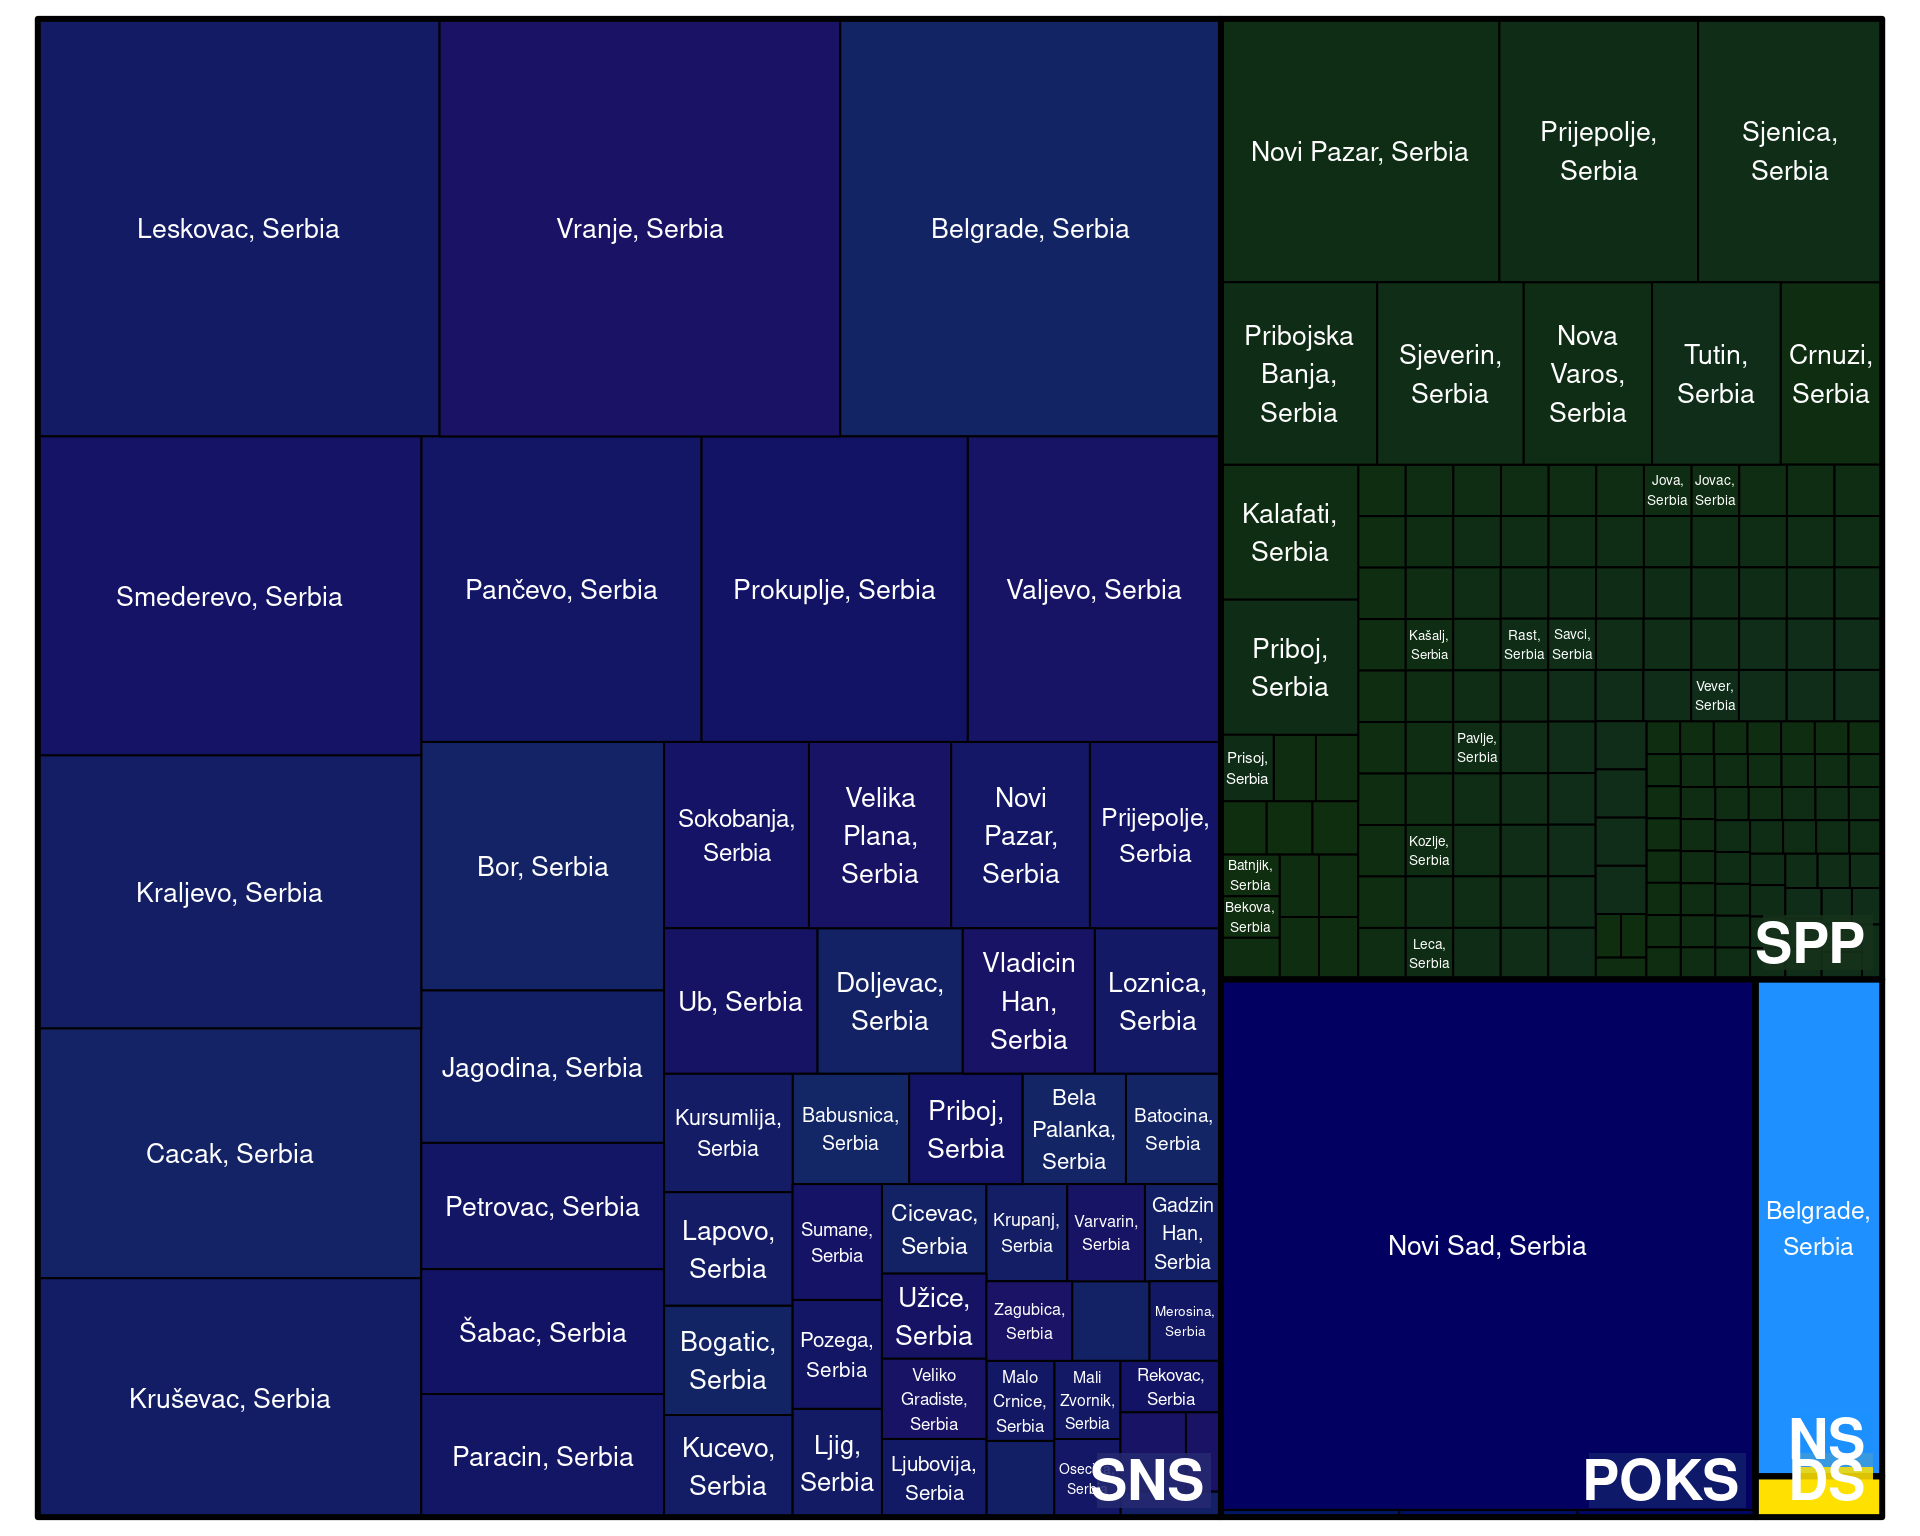 Leskovac, Serbia
Vranje, Serbia
Belgrade, Serbia
Smederevo, Serbia
Pančevo, Serbia
Prokuplje, Serbia
Valjevo, Serbia
Kraljevo, Serbia
Cacak, Serbia
Kruševac, Serbia
Bor, Serbia
Jagodina, Serbia
Petrovac, Serbia
Šabac, Serbia
Paracin, Serbia
Sokobanja,
Serbia
Velika
Plana,
Serbia
Novi
Pazar,
Serbia
Prijepolje,
Serbia
Ub, Serbia
Doljevac,
Serbia
Vladicin
Han,
Serbia
Loznica,
Serbia
Kursumlija,
Serbia
Lapovo,
Serbia
Bogatic,
Serbia
Kucevo,
Serbia
Babusnica,
Serbia
Priboj,
Serbia
Bela
Palanka,
Serbia
Batocina,
Serbia
Sumane,
Serbia
Pozega,
Serbia
Ljig,
Serbia
Cicevac,
Serbia
Užice,
Serbia
Veliko
Gradiste,
Serbia
Ljubovija,
Serbia
Krupanj,
Serbia
Varvarin,
Serbia
Gadzin
Han,
Serbia
Zagubica,
Serbia
Merosina,
Serbia
Malo
Crnice,
Serbia
Mali
Zvornik,
Serbia
Rekovac,
Serbia
SNS
Novi Pazar, Serbia
Prijepolje,
Serbia
Sjenica,
Serbia
Pribojska
Banja,
Serbia
Sjeverin,
Serbia
Nova
Varos,
Serbia
Tutin,
Serbia
Crnuzi,
Serbia
Kalafati,
Serbia
Priboj,
Serbia
Prisoj,
Serbia
Batnjik,
Serbia
Bekova,
Serbia
Jova,
Serbia
Jovac,
Serbia
Kašalj,
Serbia
Rast,
Serbia
Savci,
Serbia
Vever,
Serbia
Pavlje,
Serbia
Kozlje,
Serbia
Leca,
Serbia
SPP
Novi Sad, Serbia
POKS
Belgrade,
Serbia
NS
DS